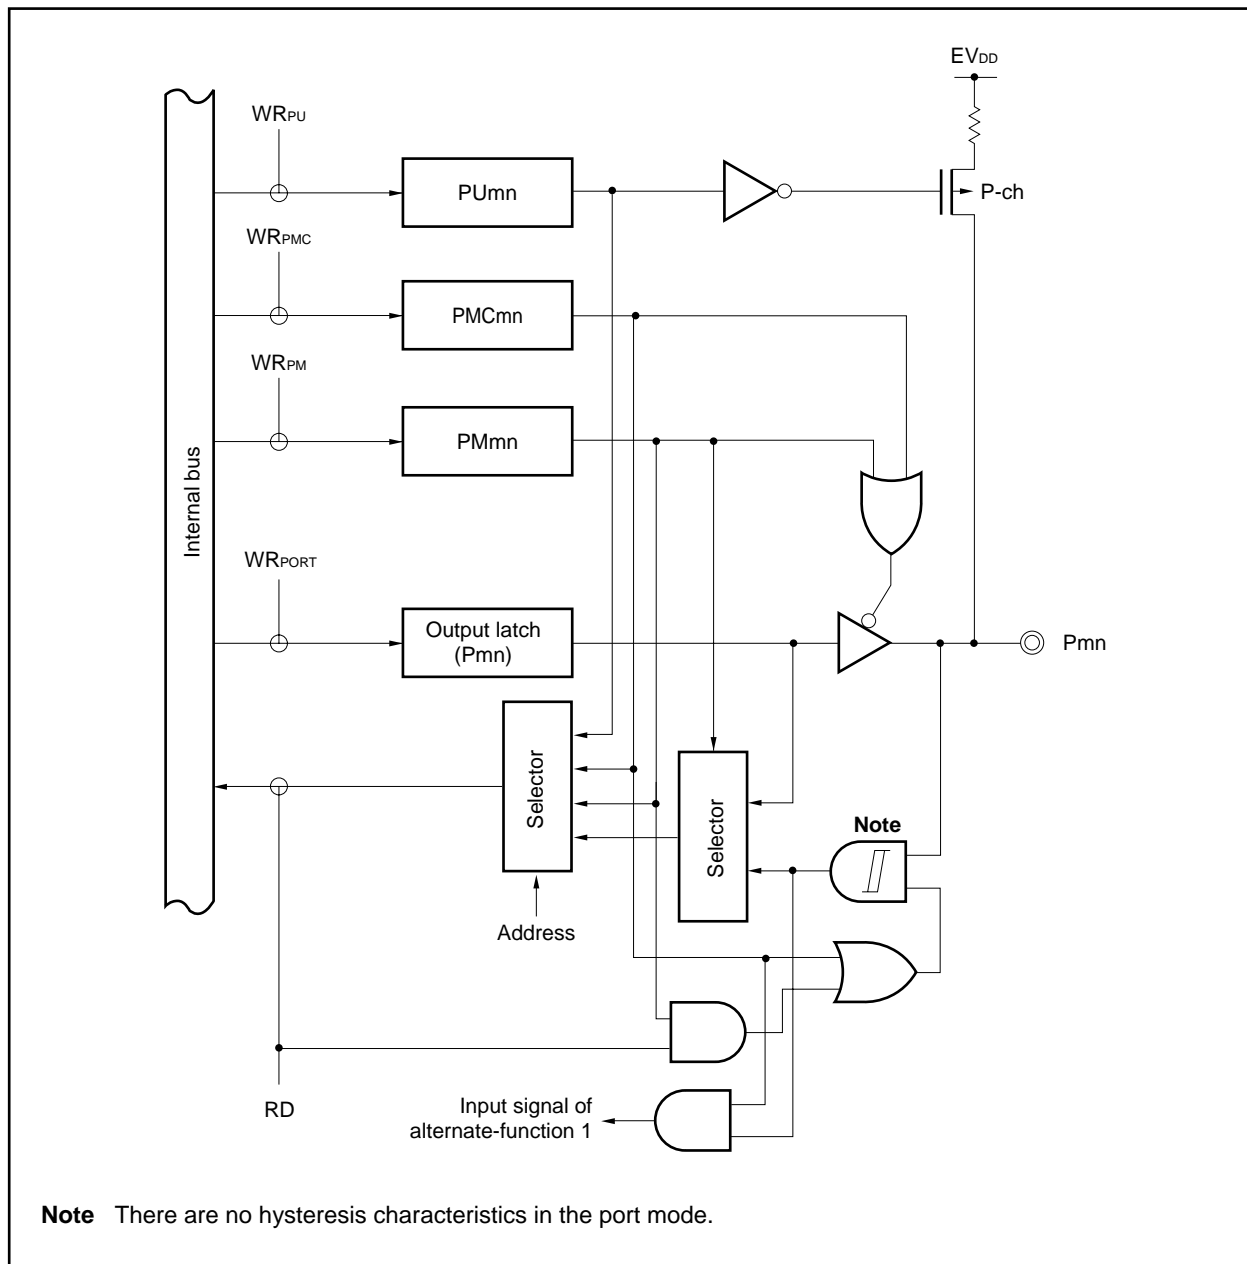 EVDD
WRPU
PUmn
P-ch
WRPMC
PMCmn
WRPM
PMmn
Internal bus
WRPORT
Output latch
(Pmn)
Pmn
Selector
Selector
Note
Address
RD
Input signal of
alternate-function 1
Note There are no hysteresis characteristics in the port mode.